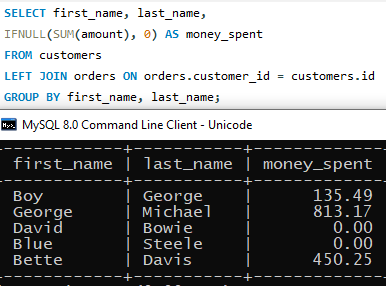 SELECT first_name, last_name,
IFNULL(SUM(amount), 0) AS money_spent
FROM customers
LEFT JOIN orders ON orders.customer_id = customers.id
GROUP BY first_name, last_name;
MySQL 8.0 Command Line Client - Unicode
------------+-----------+-------------+
first_name | last_name | money_spent |
------------+-----------+-------------+
Boy | George | 135.49
George | Michael | 813.17
David | Bowie | 0.00
Blue | Steele | 0.00
Bette | Davis | 450.25
------------+-----------+-------------+